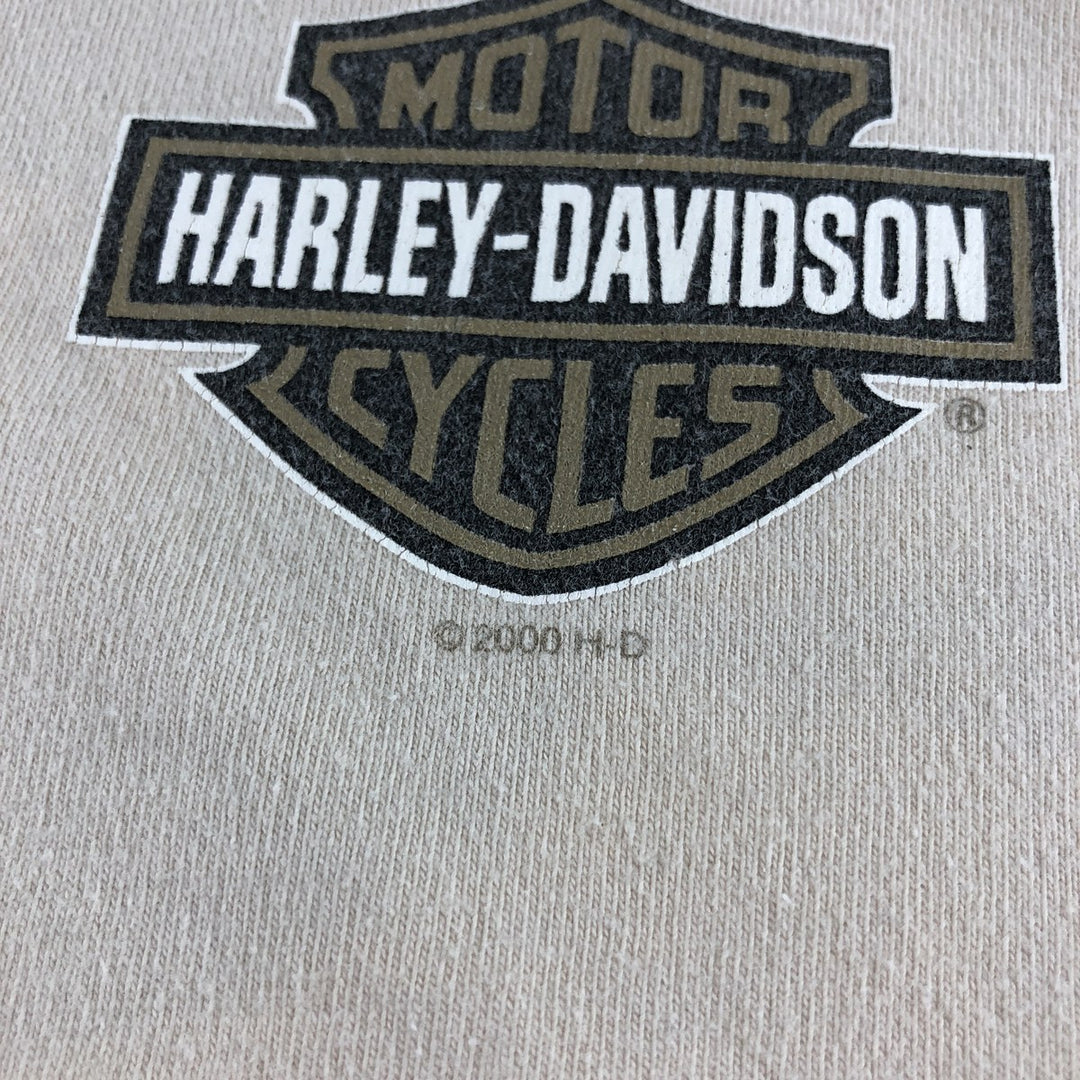 MOTOR
HARLEY-DAVIDSON
CYCLES
®
© 2000 H-D